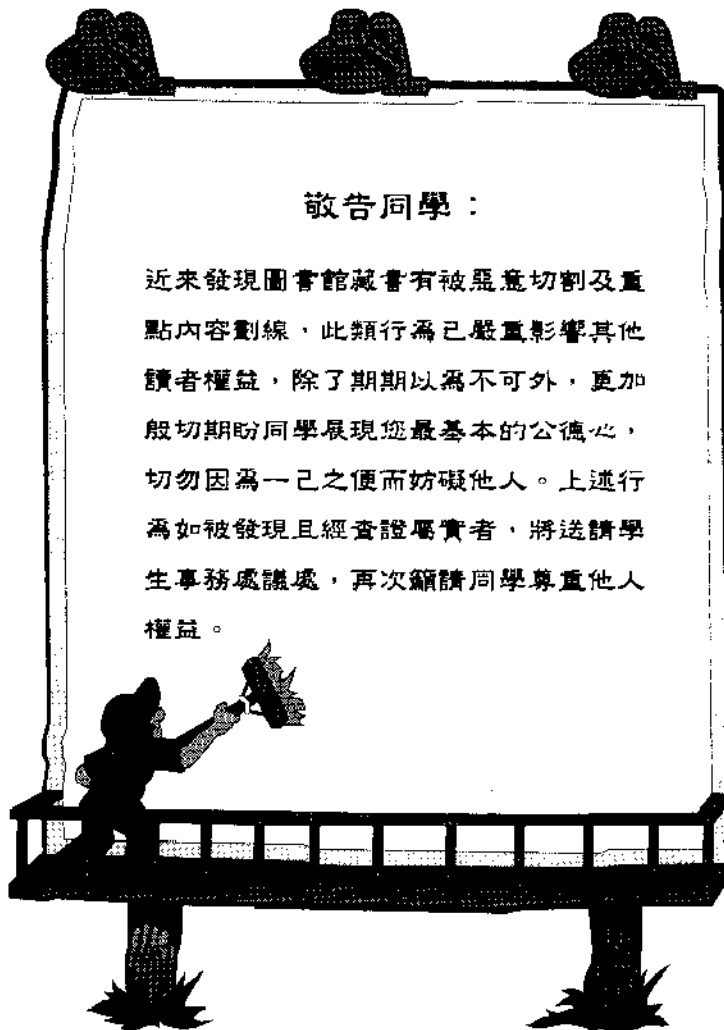 敬告同學：
近來發現圖書館藏書有被惡意切割及重
點內容劃線，此類行為已嚴重影響其他
讀者權益，除了期期以為不可外，更加
殷切期盼同學展現您最基本的公德心，
切勿因為一己之便而妨礙他人。上述行
為如被發現且經查證屬實者，將送請學
生事務處議處，再次籲請同學尊重他人
權益。